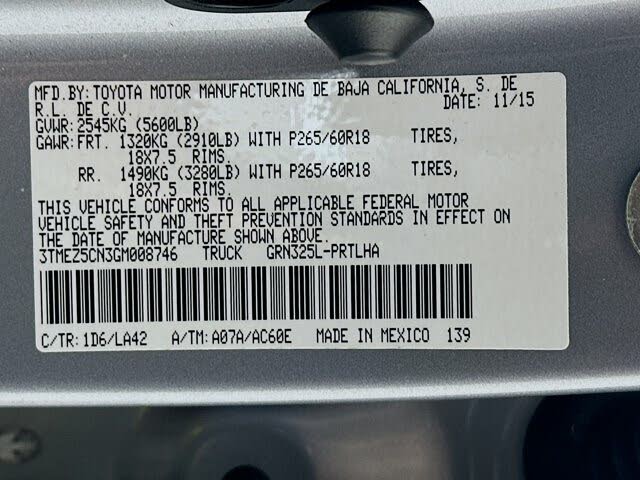 MFD.BY:TOYOTA MOTOR MANUFACTURING DE BAJA CALIFORNIA, S. DE
R.L. DE C.V. DATE: 11/15
GVWR: 2545KG (5600LB)
GAWR:FRT. 1320KG (2910LB) WITH P265/60R18 TIRES,
18X7.5 RIMS.
RR. 1490KG (3280LB) WITH P265/60R18 TIRES,
18X7.5 RIMS.
THIS VEHICLE CONFORMS TO ALL APPLICABLE FEDERAL MOTOR
VEHICLE SAFETY AND THEFT PREVENTION STANDARDS IN EFFECT ON
THE DATE OF MANUFACTURE SHOWN ABOVE.
3TMEZ5CN3GM008746 TRUCK GRN325L-PRTLHA
C/TR:1D6/LA42 A/TM:A07A/AC60E MADE IN MEXICO 139